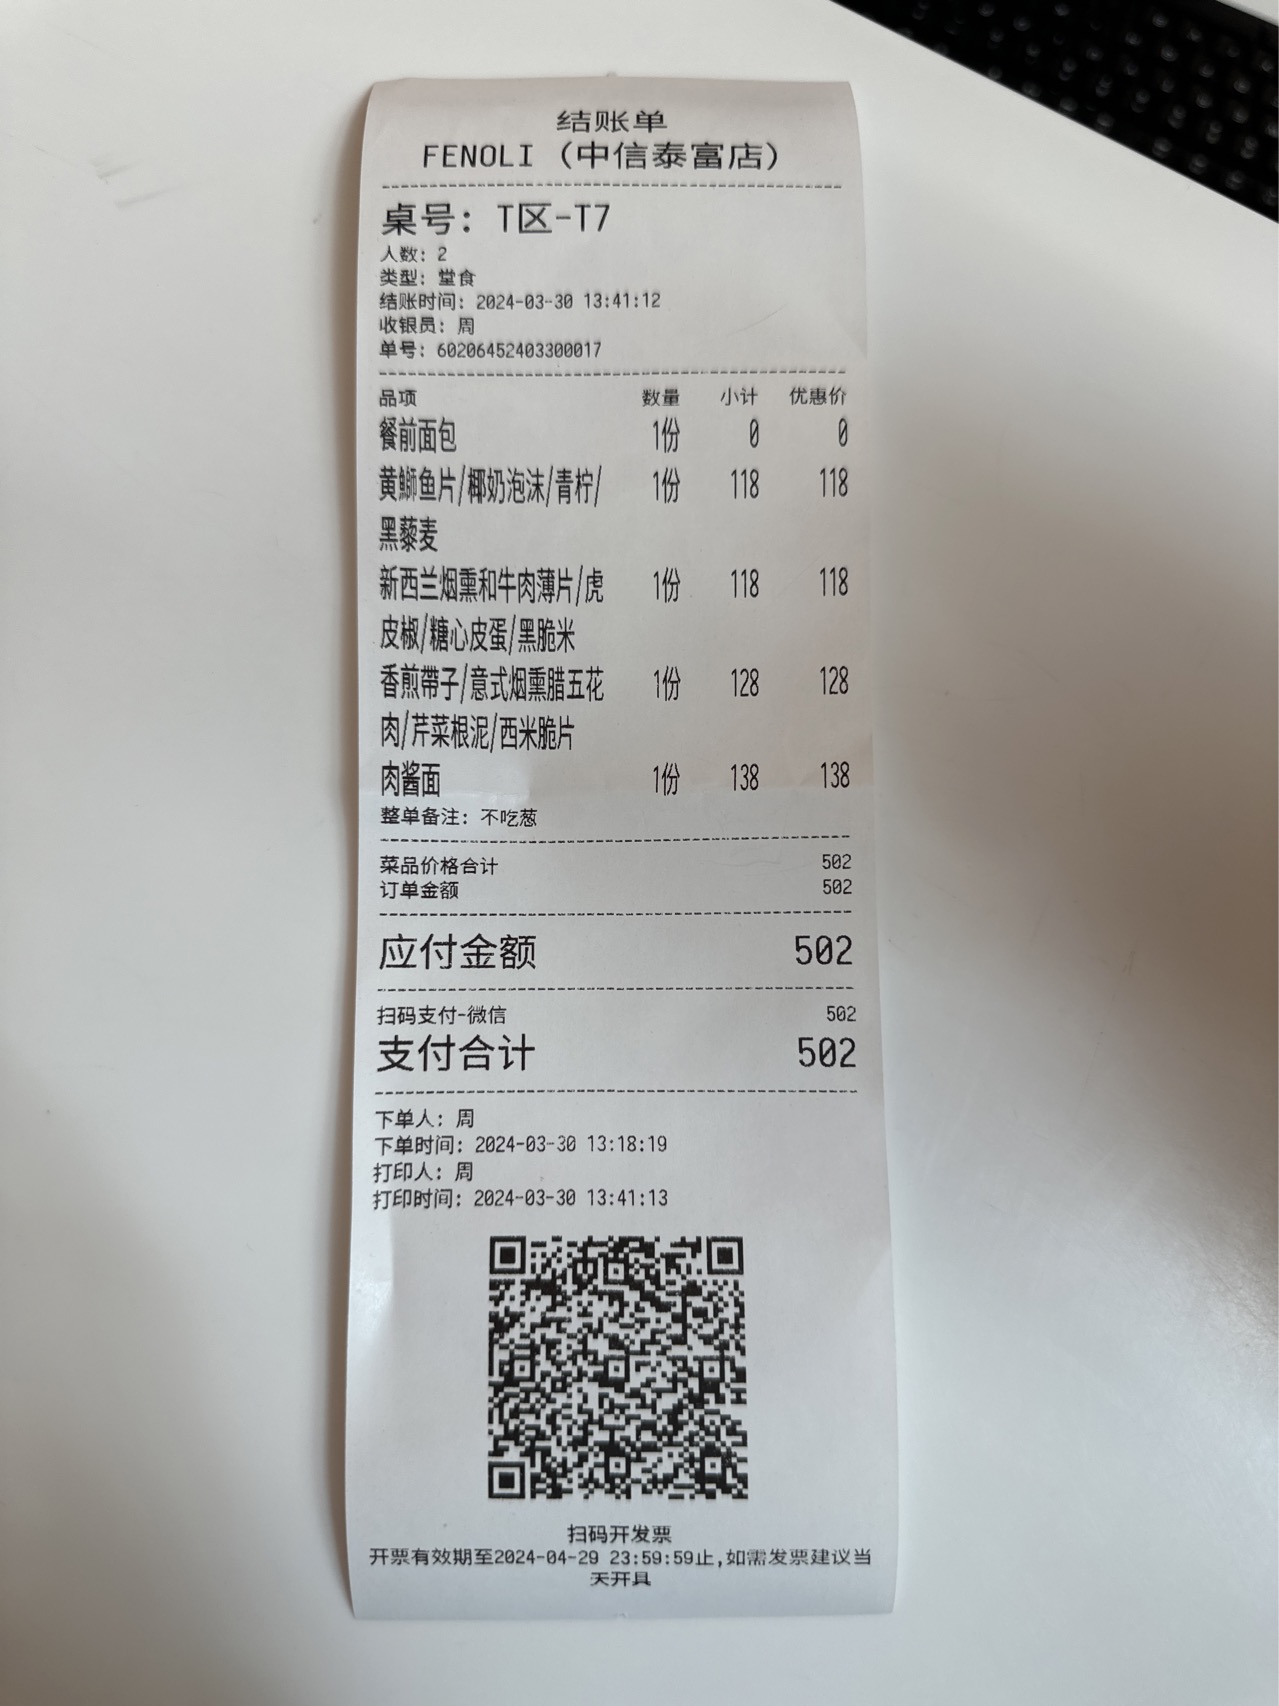 结账单
FENOLI（中信泰富店）
桌号：T区-T7
人数：2
类型：堂食
结账时间：2024-03-30 13:41:12
收银员：周
单号：602064524033000​17
品项 数量 小计 优惠价
餐前面包 1份 0 0
黄鰤鱼片/椰奶泡沫/青柠/ 1份 118 118
黑藜麦
新西兰烟熏和牛肉薄片/虎 1份 118 118
皮椒/糖心皮蛋/黑脆米
香煎帶子/意式烟熏腊五花 1份 128 128
肉/芹菜根泥/西米脆片
肉酱面 1份 138 138
整单备注：不吃葱
菜品价格合计 502
订单金额 502
应付金额 502
扫码支付-微信 502
支付合计 502
下单人：周
下单时间：2024-03-30 13:18:19
打印人：周
打印时间：2024-03-30 13:41:13
扫码开发票
开票有效期至2024-04-29 23:59:59止,如需发票建议当
天开具